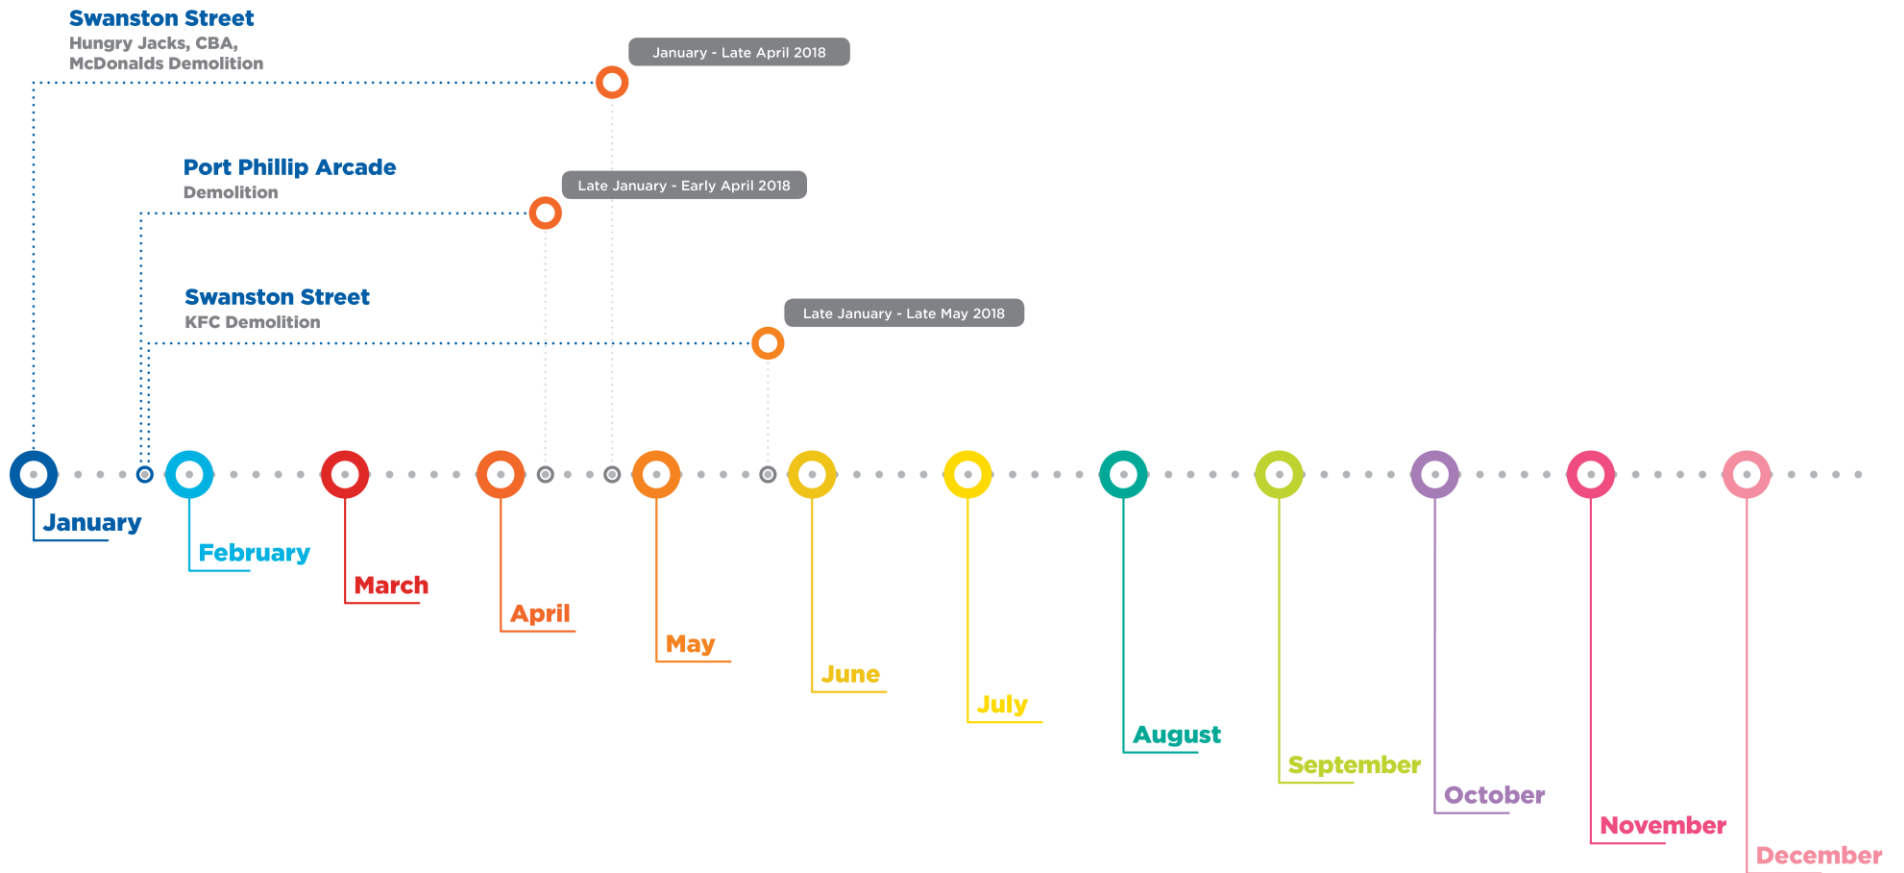 Swanston Street
Hungry Jacks, CBA,
McDonalds Demolition
January - Late April 2018
Port Phillip Arcade
Demolition
Late January - Early April 2018
Swanston Street
KFC Demolition
Late January - Late May 2018
January
February
March
April
May
June
July
August
September
October
November
December